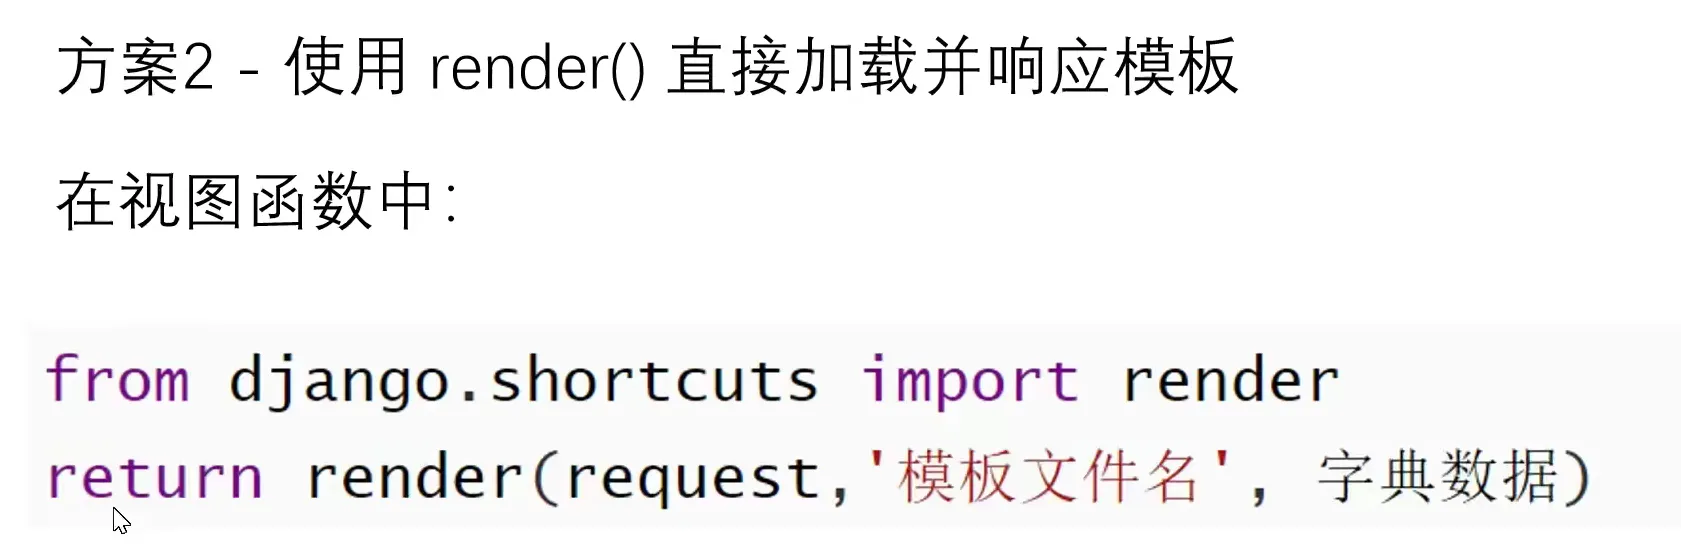 方案2 - 使用 render() 直接加载并响应模板
在视图函数中：
from django.shortcuts import render
return render(request,'模板文件名', 字典数据)